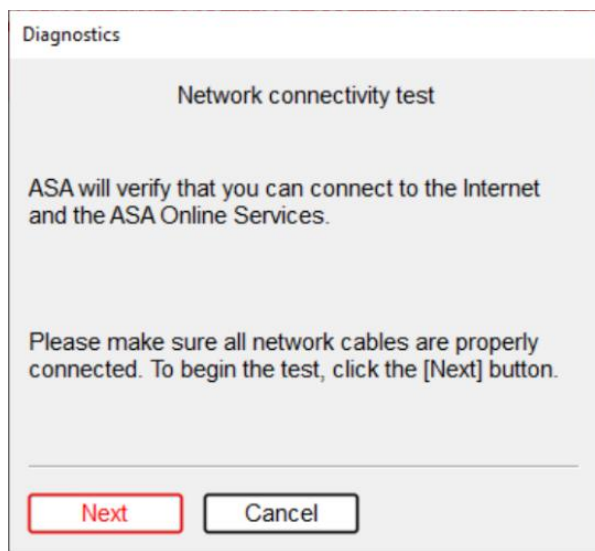 Diagnostics
Network connectivity test
ASA will verify that you can connect to the Internet
and the ASA Online Services.
Please make sure all network cables are properly
connected. To begin the test, click the [Next] button.
Next
Cancel